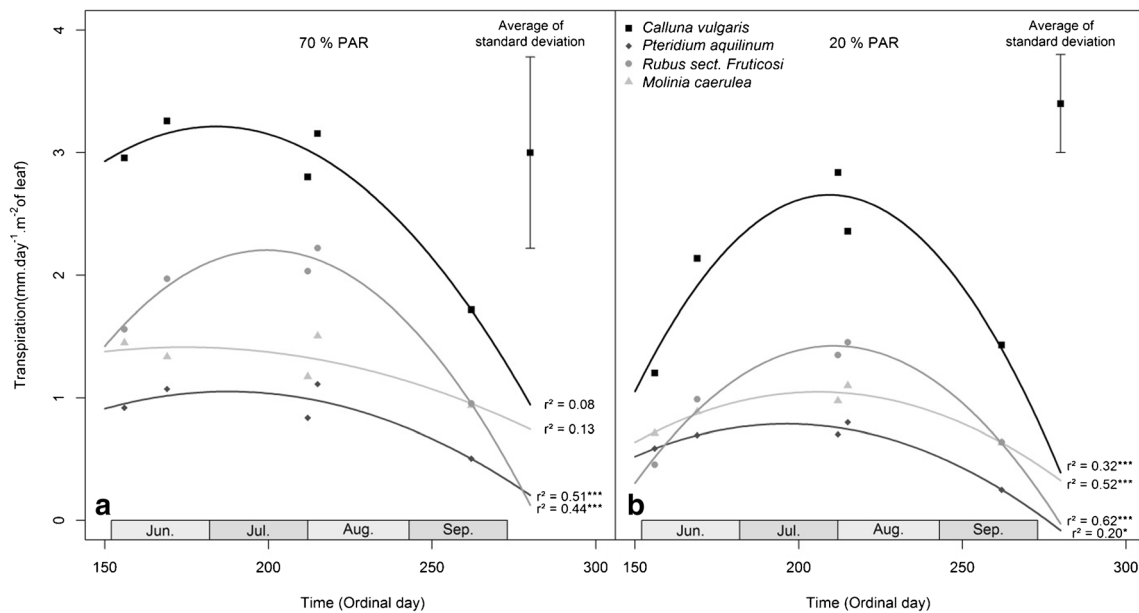 4
3
2
1
0
Transpiration(mm.day⁻¹.m⁻²of leaf)
70 % PAR
Average of
standard deviation
r² = 0.08
r² = 0.13
r² = 0.51***
r² = 0.44***
a
Jun.
Jul.
Aug.
Sep.
150
200
250
300
Time (Ordinal day)
Calluna vulgaris
Pteridium aquilinum
Rubus sect. Fruticosi
Molinia caerulea
20 % PAR
Average of
standard deviation
r² = 0.32***
r² = 0.52***
r² = 0.62***
r² = 0.20*
b
Jun.
Jul.
Aug.
Sep.
150
200
250
300
Time (Ordinal day)